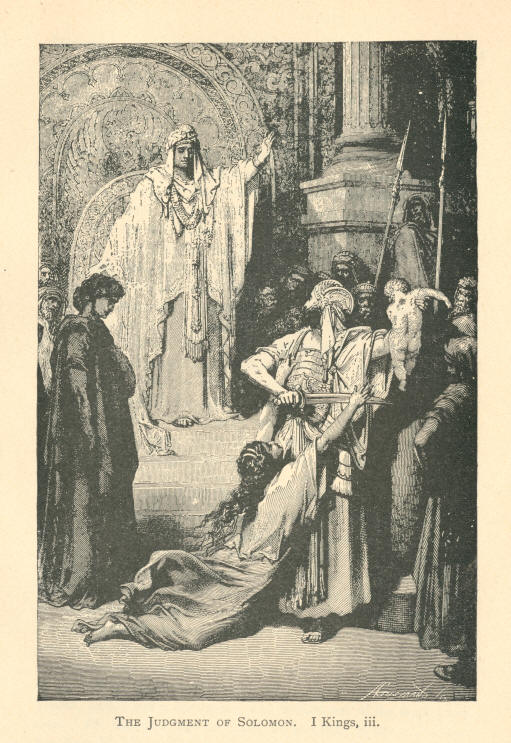 THE JUDGMENT OF SOLOMON. I Kings, iii.